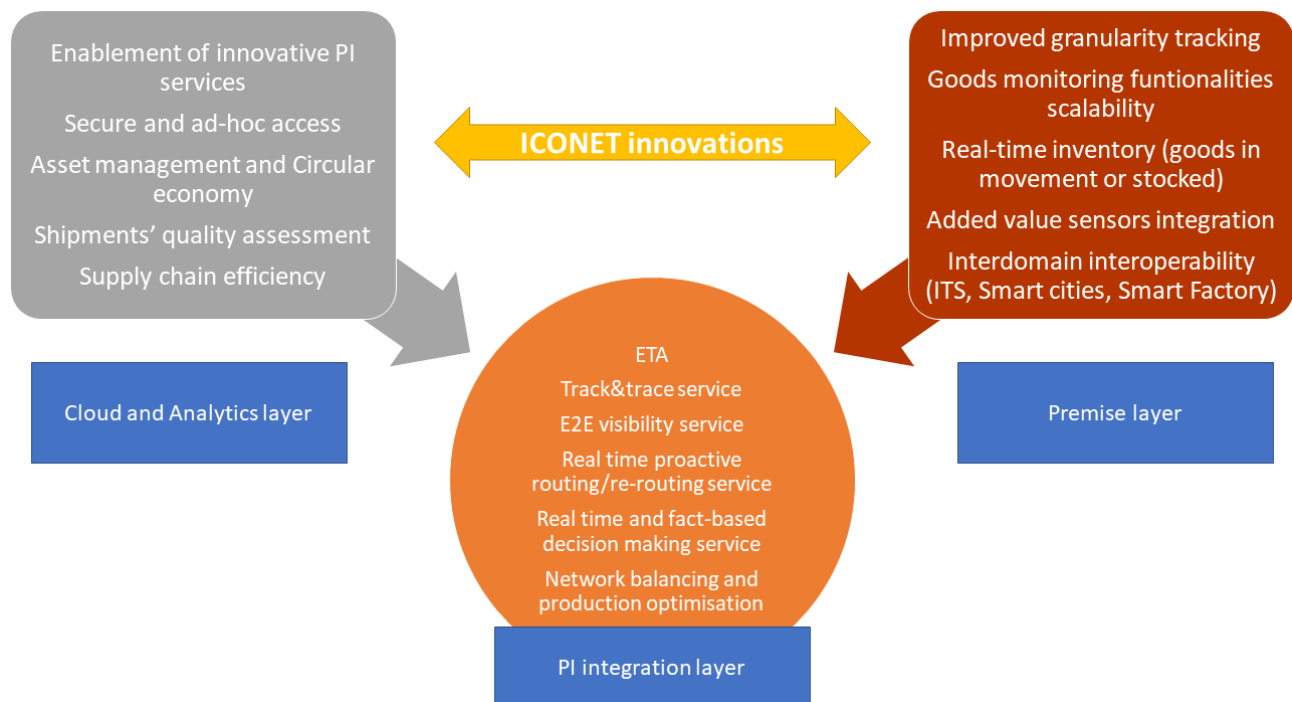 Enablement of innovative PI
services
Secure and ad-hoc access
Asset management and Circular
economy
Shipments’ quality assessment
Supply chain efficiency
ICONET innovations
Improved granularity tracking
Goods monitoring funtionalities
scalability
Real-time inventory (goods in
movement or stocked)
Added value sensors integration
Interdomain interoperability
(ITS, Smart cities, Smart Factory)
Cloud and Analytics layer
ETA
Track&trace service
E2E visibility service
Real time proactive
routing/re-routing service
Real time and fact-based
decision making service
Network balancing and
production optimisation
Premise layer
PI integration layer